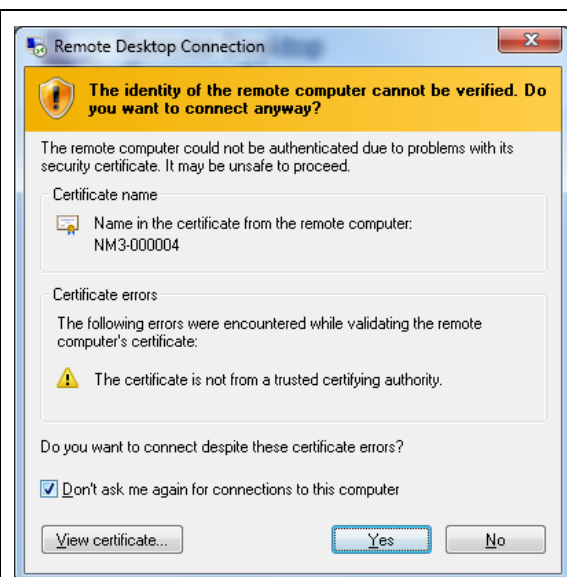 Remote Desktop Connection
The identity of the remote computer cannot be verified. Do
you want to connect anyway?
The remote computer could not be authenticated due to problems with its
security certificate. It may be unsafe to proceed.
Certificate name
Name in the certificate from the remote computer:
NM3-000004
Certificate errors
The following errors were encountered while validating the remote
computer's certificate:
The certificate is not from a trusted certifying authority.
Do you want to connect despite these certificate errors?
Don't ask me again for connections to this computer
View certificate...
Yes
No